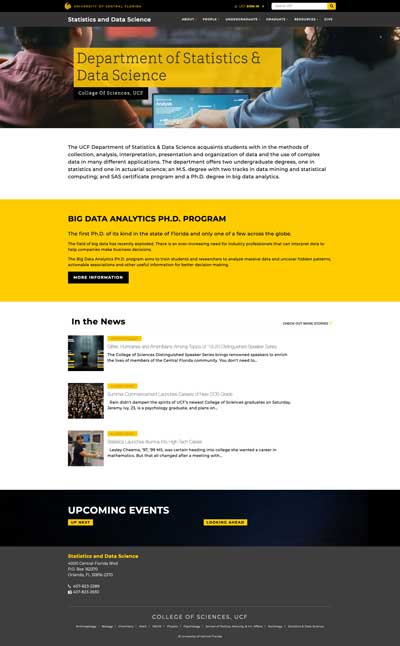 UNIVERSITY OF CENTRAL FLORIDA
UCF SIGN IN
Statistics and Data Science
ABOUT
PEOPLE
UNDERGRADUATE
GRADUATE
RESOURCES
GIVE
Department of Statistics &
Data Science
College Of Sciences, UCF
The UCF Department of Statistics & Data Science acquaints students with in the methods of
collection, analysis, interpretation, presentation and organization of data and the use of complex
data in many different applications. The department offers two undergraduate degrees, one in
statistics and one in actuarial science; an M.S. degree with two tracks in data mining and statistical
computing; and SAS certificate program and a Ph.D. degree in big data analytics.
BIG DATA ANALYTICS PH.D. PROGRAM
The first Ph.D. of its kind in the state of Florida and only one of a few across the globe.
The field of big data has recently exploded. There is an ever-increasing need for industry professionals that can interpret data to
help companies make business decisions.
The Big Data Analytics Ph.D. program aims to train students and researchers to analyze massive data and uncover hidden patterns,
actionable associations and other useful information for better decision making.
MORE INFORMATION
In the News
CHECK OUT MORE STORIES
The College of Sciences Distinguished Speaker Series brings renowned speakers to enrich
the lives of members of the Central Florida community. You don't need to...
Summer Commencement Launches Careers of New COS Grads
Rain didn't dampen the spirits of UCF's newest College of Sciences graduates on Saturday.
Jeremy Ivy, 23, is a psychology graduate, and plans on...
Statistics Launches Alumna Into High-Tech Career
Lesley Cheema, '97, '99 MS, was certain heading into college she wanted a career in
mathematics. But that all changed after a meeting with...
UPCOMING EVENTS
UP NEXT
LOOKING AHEAD
Statistics and Data Science
4000 Central Florida Blvd
P.O. Box 162370
Orlando, FL 32816-2370
407-823-2289
407-823-3930
COLLEGE OF SCIENCES, UCF
Anthropology
Biology
Chemistry
Math
Physics
Psychology
Sociology
Statistics & Data Science
© University of Central Florida